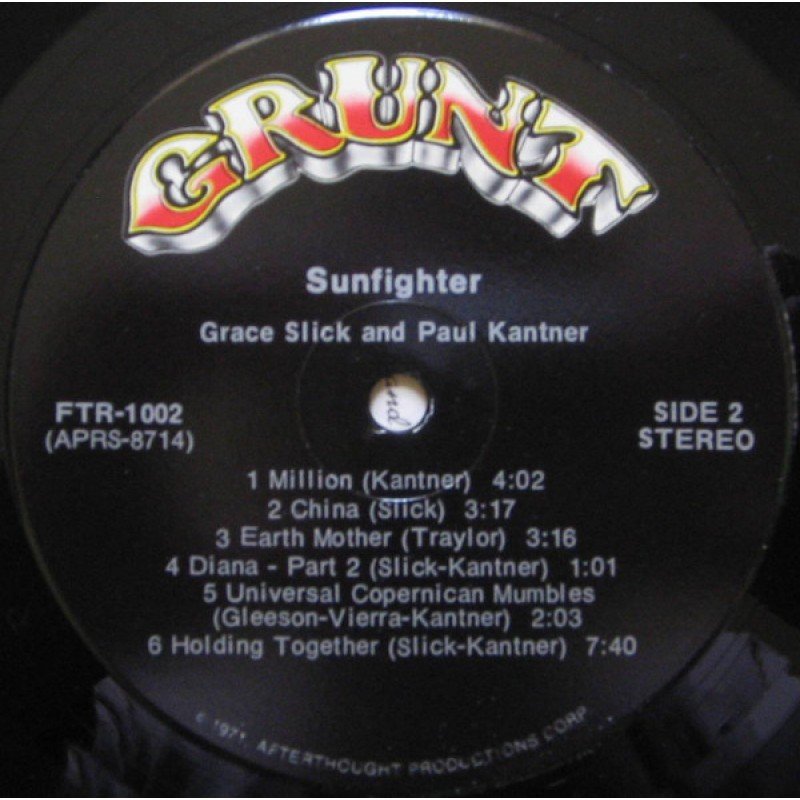 GRUNT
Sunfighter
Grace Slick and Paul Kantner
FTR-1002
(APRS-8714)
SIDE 2
STEREO
1 Million (Kantner) 4:02
2 China (Slick) 3:17
3 Earth Mother (Traylor) 3:16
4 Diana - Part 2 (Slick-Kantner) 1:01
5 Universal Copernican Mumbles
(Gleeson-Vierra-Kantner) 2:03
6 Holding Together (Slick-Kantner) 7:40
© 1971, AFTERTHOUGHT PRODUCTIONS CORP.
and